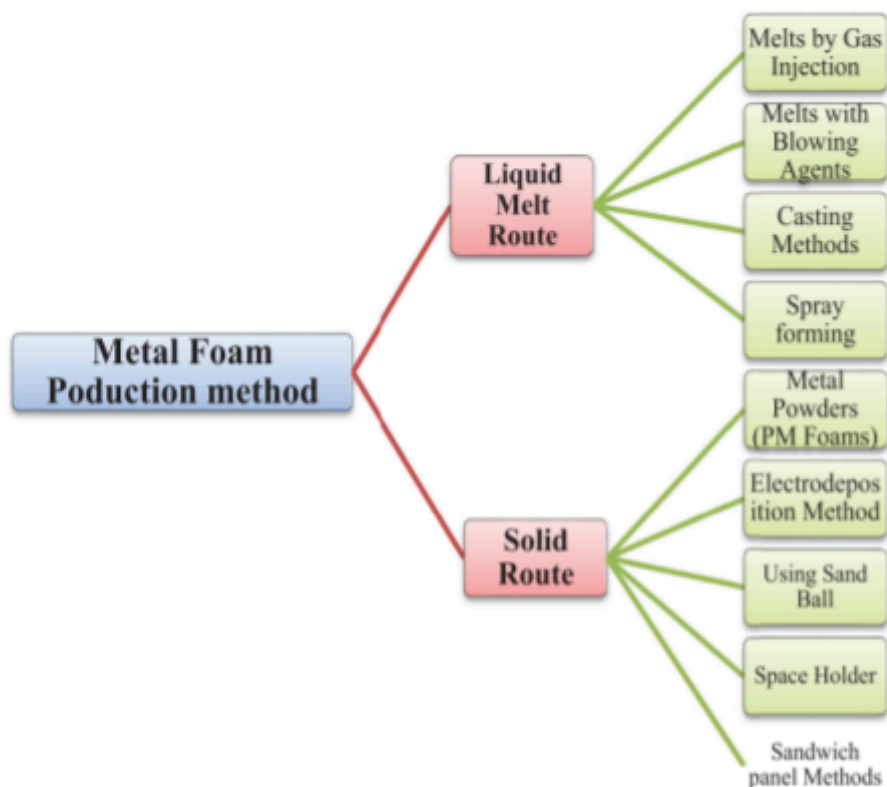 Metal Foam
Poduction method
Liquid
Melt
Route
Melts by Gas
Injection
Melts with
Blowing
Agents
Casting
Methods
Spray
forming
Solid
Route
Metal
Powders
(PM Foams)
Electrodepos
ition Method
Using Sand
Ball
Space Holder
Sandwich
panel Methods